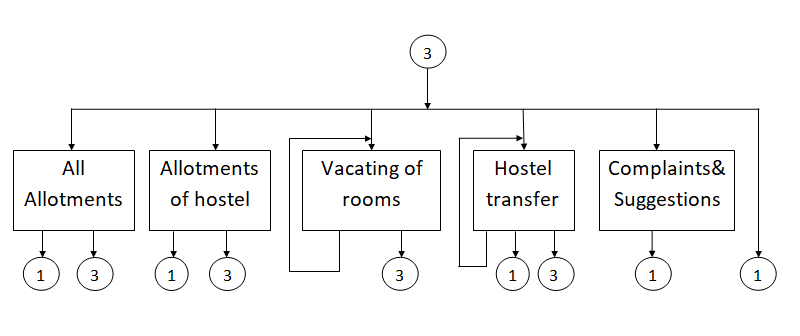 3
All
Allotments
Allotments
of hostel
Vacating of
rooms
Hostel
transfer
Complaints&
Suggestions
1
3
1
3
3
1
3
1
1